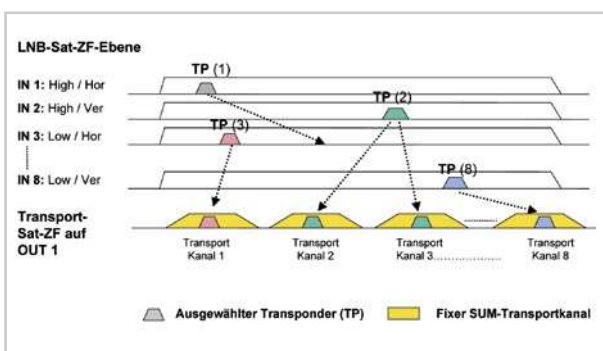 LNB-Sat-ZF-Ebene
TP (1)
IN 1: High / Hor
IN 2: High / Ver
TP (2)
IN 3: Low / Hor
TP (3)
IN 8: Low / Ver
TP (8)
Transport-
Sat-ZF auf
OUT 1
Transport
Kanal 1
Transport
Kanal 2
Transport
Kanal 3
Transport
Kanal 8
Ausgewählter Transponder (TP)
Fixer SUM-Transportkanal